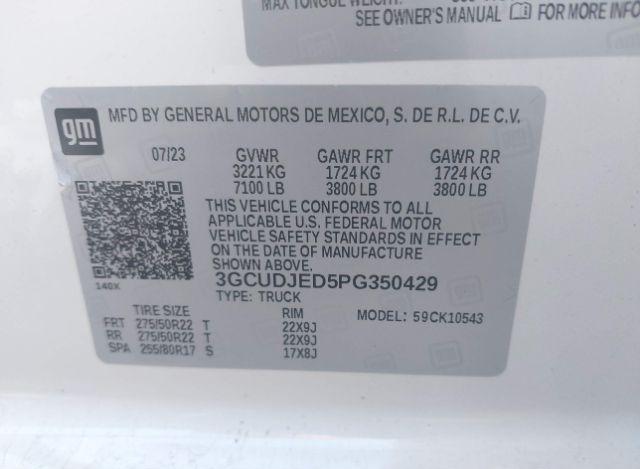 MAX TONGUE WEIGHT:
SEE OWNER'S MANUAL FOR MORE INFO
gm
MFD BY GENERAL MOTORS DE MEXICO, S. DE R.L. DE C.V.
07/23 GVWR GAWR FRT GAWR RR
3221 KG 1724 KG 1724 KG
7100 LB 3800 LB 3800 LB
THIS VEHICLE CONFORMS TO ALL
APPLICABLE U.S. FEDERAL MOTOR
VEHICLE SAFETY STANDARDS IN EFFECT
ON THE DATE OF MANUFACTURE
SHOWN ABOVE.
140X 3GCUDJED5PG350429
TYPE: TRUCK
TIRE SIZE RIM MODEL: 59CK10543
FRT 275/50R22 T 22X9J
RR 275/50R22 T 22X9J
SPA 255/80R17 S 17X8J